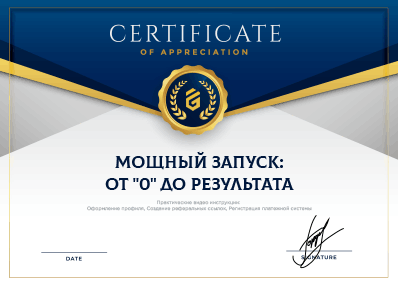 CERTIFICATE
OF APPRECIATION
МОЩНЫЙ ЗАПУСК:
ОТ "0" ДО РЕЗУЛЬТАТА
Практические видео инструкции:
Оформление профиля, Создание реферальных ссылок, Регистрация платежной системы
DATE
SIGNATURE